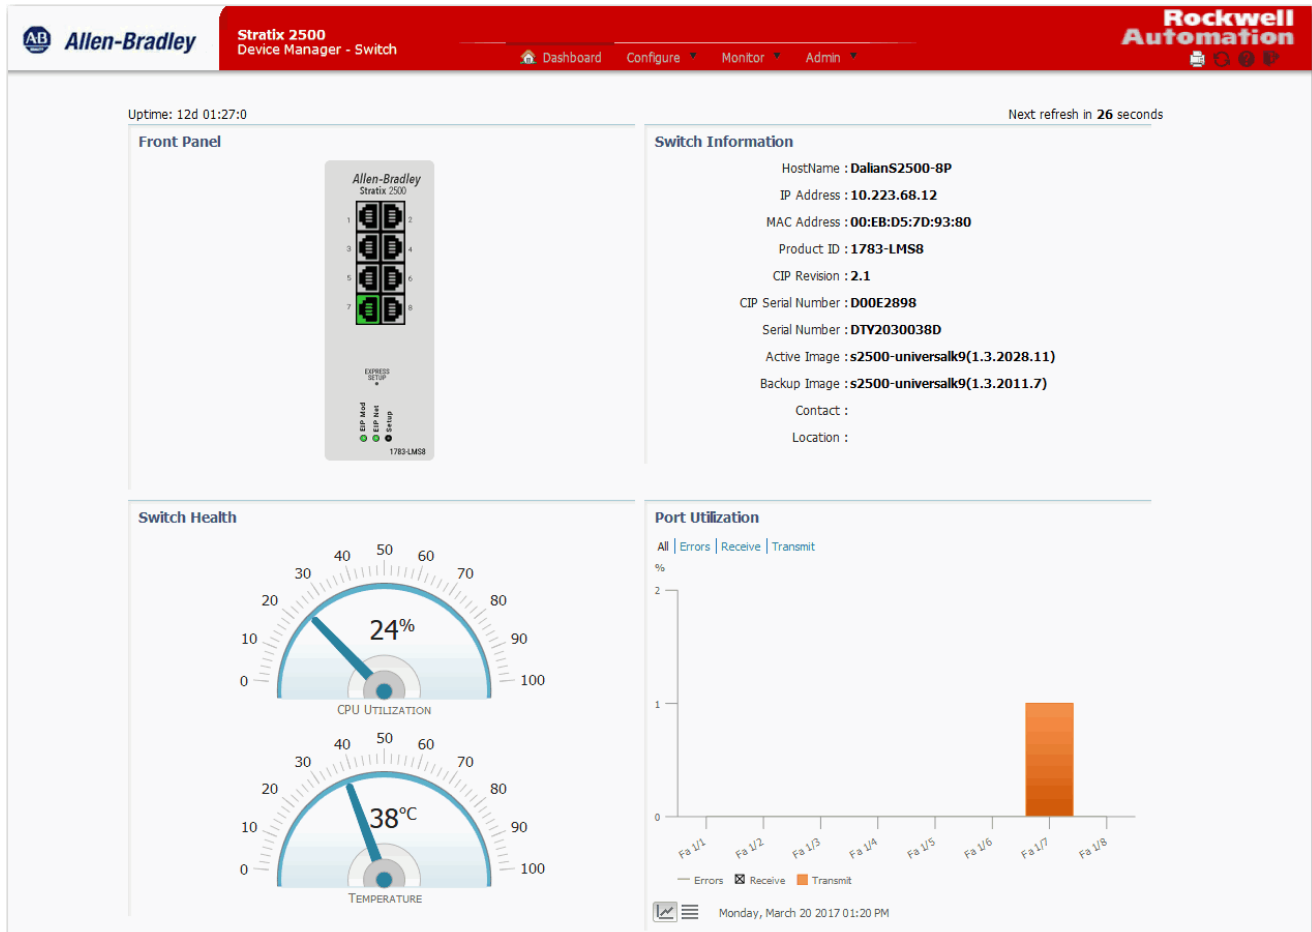 AB Allen-Bradley
Stratix 2500
Device Manager - Switch
Dashboard Configure Monitor Admin
Rockwell
Automation
Uptime: 12d 01:27:0
Next refresh in 26 seconds
Front Panel
Allen-Bradley
Stratix 2500
1 2
3 4
5 6
7 8
EXPRESS
SETUP
EIP Mod
EIP Net
Setup
1783-LMS8
Switch Information
HostName : DalianS2500-8P
IP Address : 10.223.68.12
MAC Address : 00:EB:D5:7D:93:80
Product ID : 1783-LMS8
CIP Revision : 2.1
CIP Serial Number : D00E2898
Serial Number : DTY2030038D
Active Image : s2500-universalk9(1.3.2028.11)
Backup Image : s2500-universalk9(1.3.2011.7)
Contact :
Location :
Switch Health
0 10 20 30 40 50 60 70 80 90 100
24%
CPU UTILIZATION
0 10 20 30 40 50 60 70 80 90 100
38°C
TEMPERATURE
Port Utilization
All | Errors | Receive | Transmit
%
2
1
0
Fa 1/1 Fa 1/2 Fa 1/3 Fa 1/4 Fa 1/5 Fa 1/6 Fa 1/7 Fa 1/8
Errors Receive Transmit
Monday, March 20 2017 01:20 PM